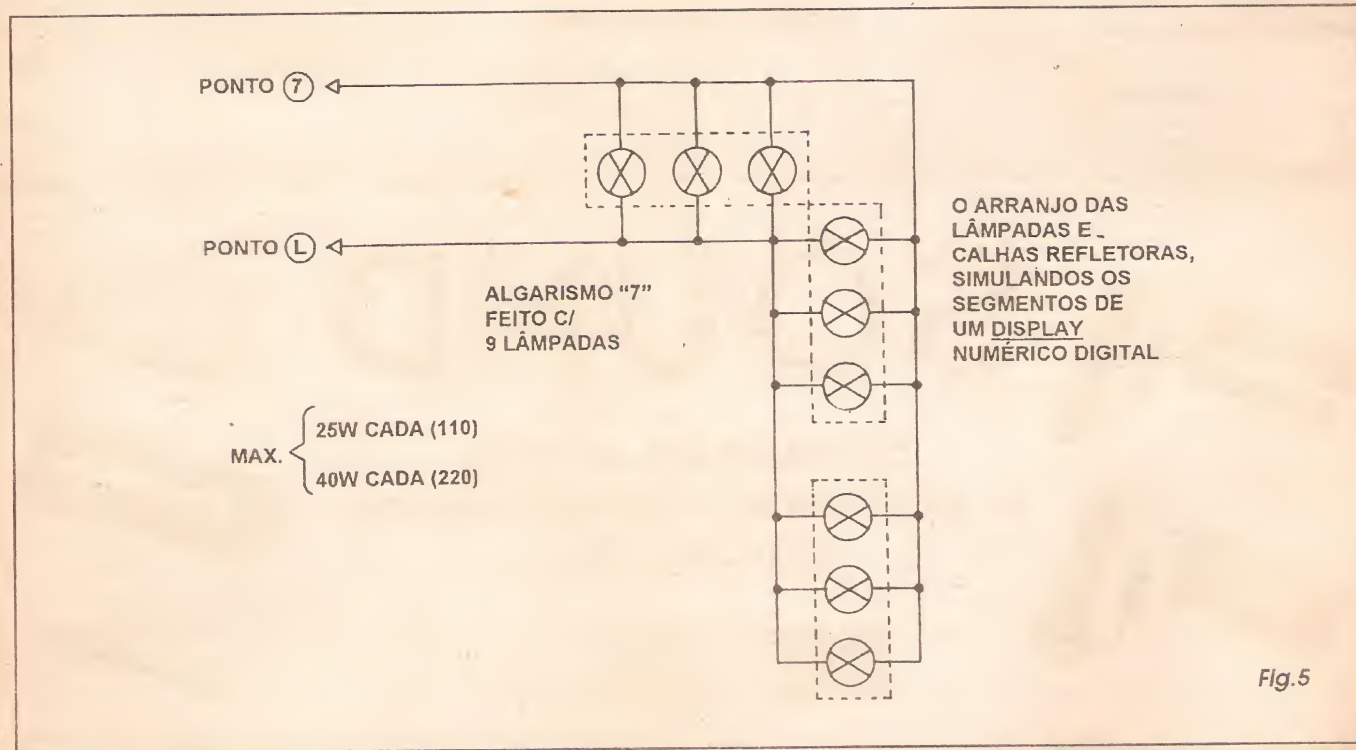 PONTO 7
PONTO L
ALGARISMO "7"
FEITO C/
9 LÂMPADAS
O ARRANJO DAS
LÂMPADAS E
CALHAS REFLETORAS,
SIMULANDOS OS
SEGMENTOS DE
UM DISPLAY
NUMÉRICO DIGITAL
MAX.
25W CADA (110)
40W CADA (220)
Fig.5